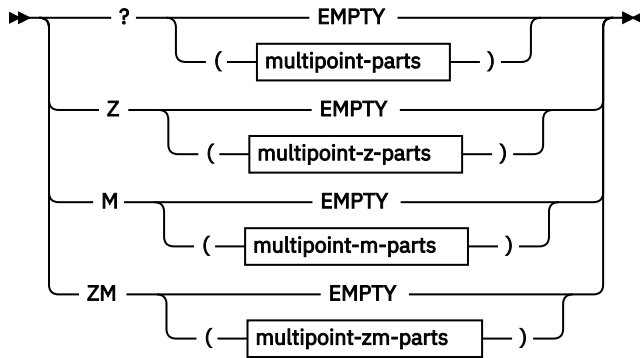 ? EMPTY
( multipoint-parts )
Z EMPTY
( multipoint-z-parts )
M EMPTY
( multipoint-m-parts )
ZM EMPTY
( multipoint-zm-parts )